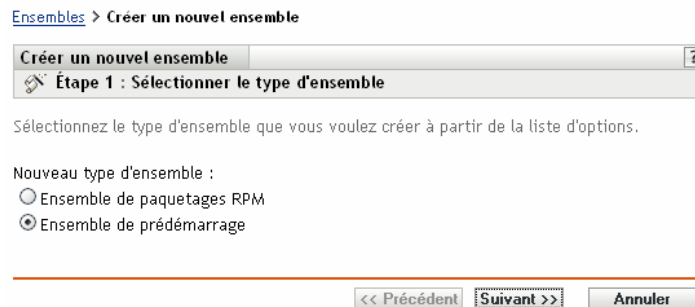 Ensembles > Créer un nouvel ensemble
Créer un nouvel ensemble
?
Étape 1 : Sélectionner le type d'ensemble
Sélectionnez le type d'ensemble que vous voulez créer à partir de la liste d'options.
Nouveau type d'ensemble :
Ensemble de paquetages RPM
Ensemble de prédémarrage
<< Précédent Suivant >> Annuler